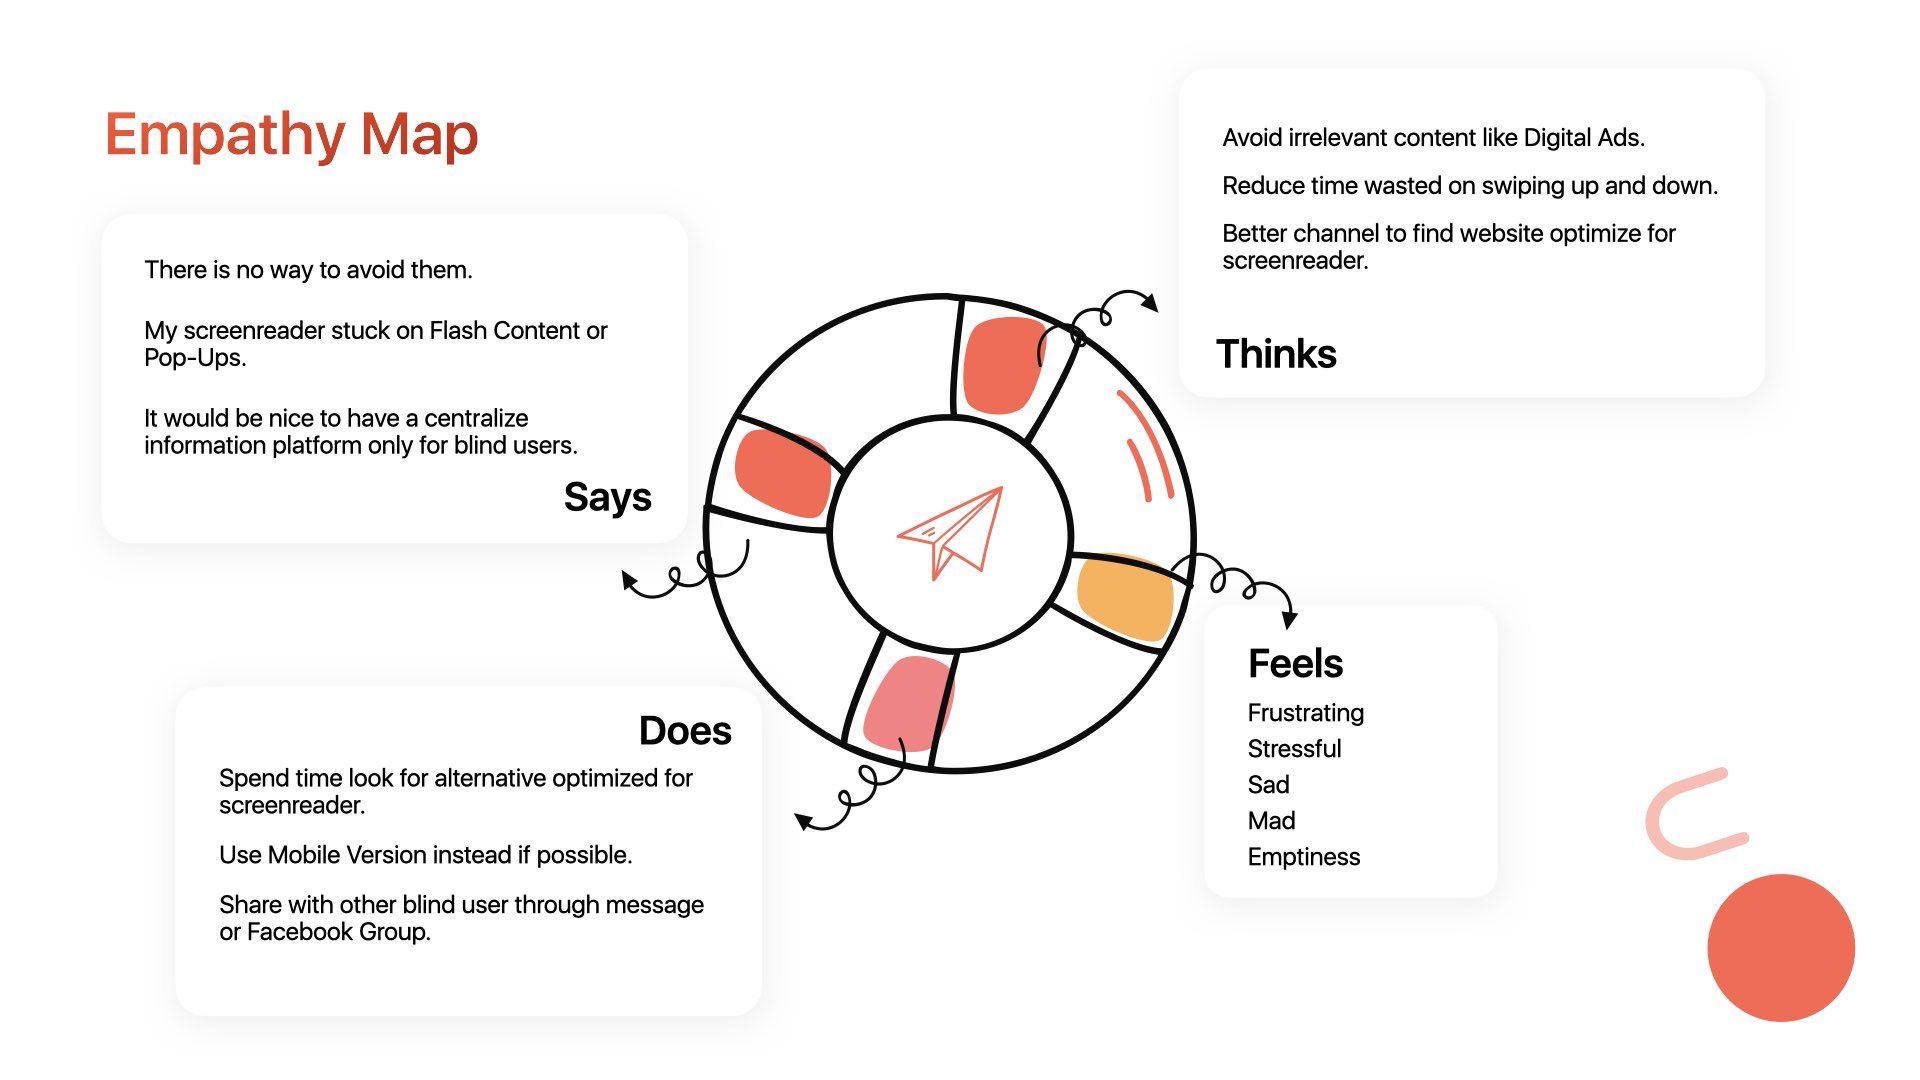 Empathy Map
There is no way to avoid them.
My screenreader stuck on Flash Content or
Pop-Ups.
It would be nice to have a centralize
information platform only for blind users.
Says
Avoid irrelevant content like Digital Ads.
Reduce time wasted on swiping up and down.
Better channel to find website optimize for
screenreader.
Thinks
Does
Spend time look for alternative optimized for
screenreader.
Use Mobile Version instead if possible.
Share with other blind user through message
or Facebook Group.
Feels
Frustrating
Stressful
Sad
Mad
Emptiness